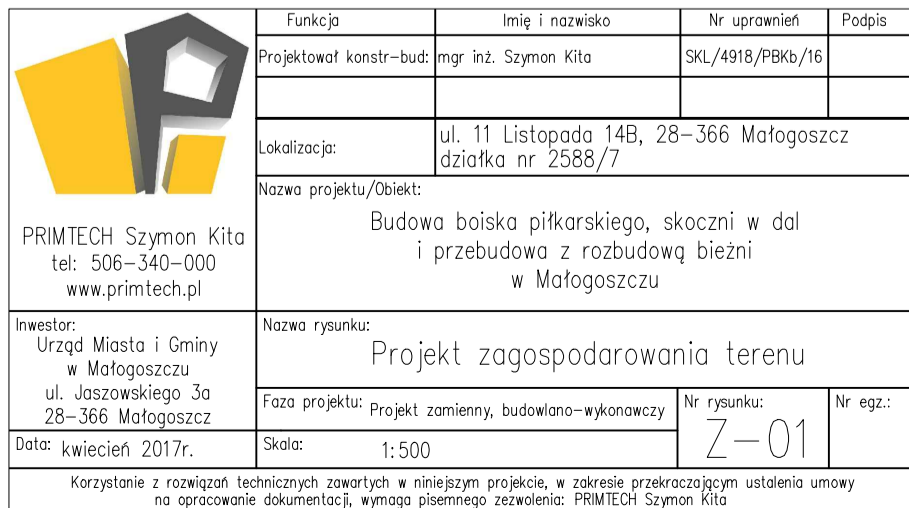 Funkcja Imię i nazwisko Nr uprawnień Podpis
Projektował konstr-bud: mgr inż. Szymon Kita SKL/4918/PBKb/16
Lokalizacja: ul. 11 Listopada 14B, 28-366 Małogoszcz
działka nr 2588/7
PRIMTECH Szymon Kita
tel: 506-340-000
www.primtech.pl
Nazwa projektu/Obiekt:
Budowa boiska piłkarskiego, skoczni w dal
i przebudowa z rozbudową bieżni
w Małogoszczu
Inwestor:
Urząd Miasta i Gminy
w Małogoszczu
ul. Jaszowskiego 3a
28-366 Małogoszcz
Nazwa rysunku:
Projekt zagospodarowania terenu
Faza projektu: Projekt zamienny, budowlano-wykonawczy
Nr rysunku:
Z-01
Nr egz.:
Data: kwiecień 2017r.
Skala: 1:500
Korzystanie z rozwiązań technicznych zawartych w niniejszym projekcie, w zakresie przekraczającym ustalenia umowy
na opracowanie dokumentacji, wymaga pisemnego zezwolenia: PRIMTECH Szymon Kita